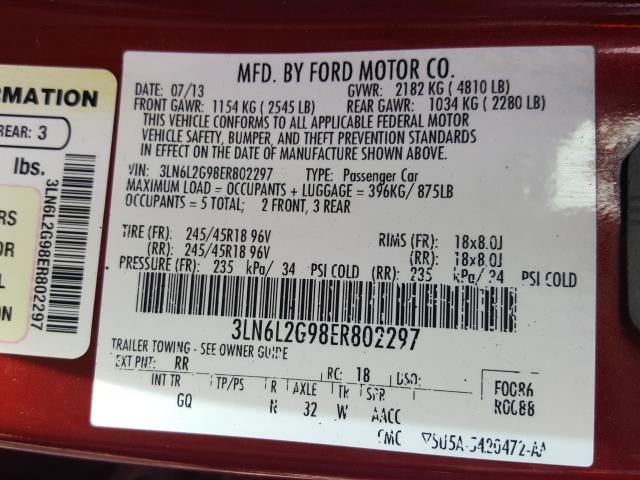 MFD. BY FORD MOTOR CO.
DATE: 07/13 GVWR: 2182 KG ( 4810 LB)
FRONT GAWR: 1154 KG ( 2545 LB) REAR GAWR: 1034 KG ( 2280 LB)
THIS VEHICLE CONFORMS TO ALL APPLICABLE FEDERAL MOTOR
VEHICLE SAFETY, BUMPER, AND THEFT PREVENTION STANDARDS
IN EFFECT ON THE DATE OF MANUFACTURE SHOWN ABOVE.
VIN: 3LN6L2G98ER802297 TYPE: Passenger Car
MAXIMUM LOAD = OCCUPANTS + LUGGAGE = 396KG/ 875LB
OCCUPANTS = 5 TOTAL; 2 FRONT, 3 REAR
TIRE (FR): 245/45R18 96V RIMS (FR): 18x8.0J
(RR): 245/45R18 96V (RR): 18x8.0J
PRESSURE (FR): 235 kPa/ 34 PSI COLD (RR): 235 kPa/ 34 PSI COLD
3LN6L2G98ER802297
TRAILER TOWING - SEE OWNER GUIDE
EXT PNT: RR RC: 18 DSO:
INT TR TP/PS R AXLE TR SPR
GQ N 32 W AACC
RMATION
REAR: 3
lbs.
3LN6L2G98ER802297